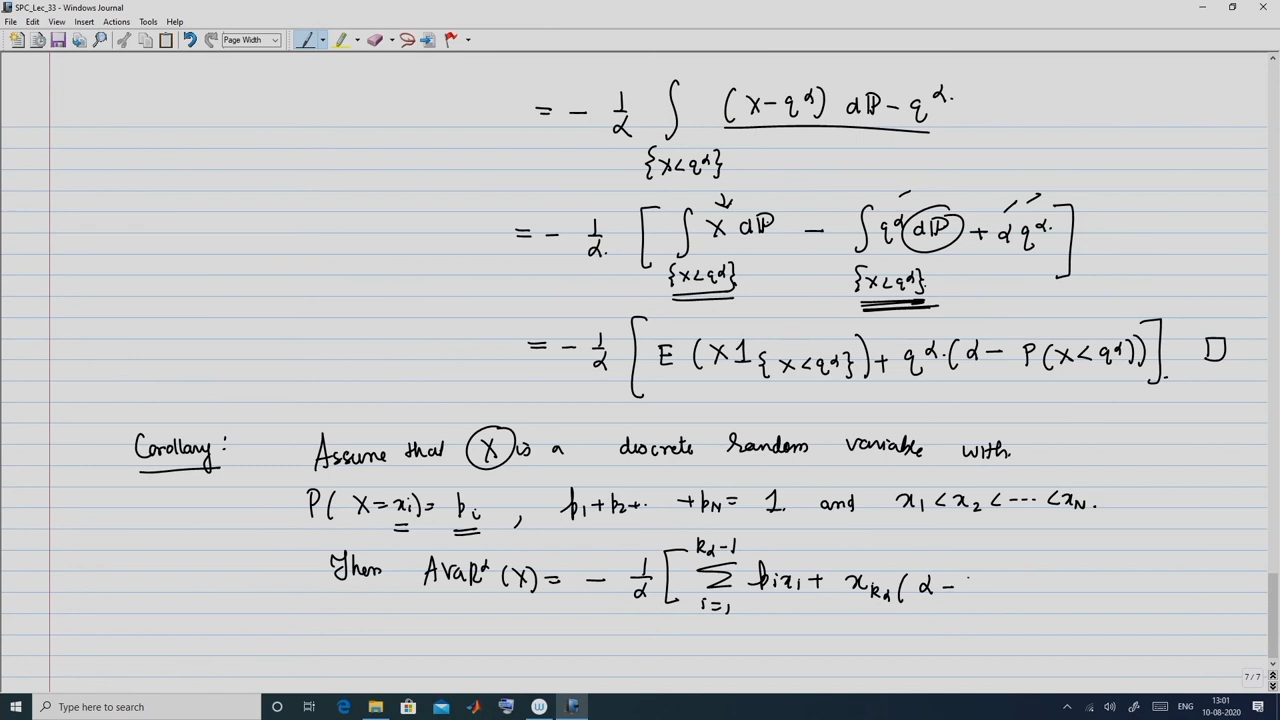 SPC_Lec_33 - Windows Journal
File Edit View Insert Actions Tools Help
Page Width
= - 1/α ∫_{X<q^α} (X-q^α) dℙ - q^α.
= - 1/α. [ ∫_{X<q^α} X dℙ - ∫_{X<q^α} q^α dℙ + α q^α. ]
= - 1/α [ E (X 1_{X<q^α}) + q^α.(α - P(X<q^α)) ]. □
Corollary: Assume that X is a discrete random variable with
P( X=x_i) = p_i , p_1+p_2+.. +p_N = 1. and x_1 < x_2 < ... < x_N.
Then AVaR^α (X) = - 1/α [ Σ_{i=1}^{k_α-1} p_i x_i + x_{k_α} ( α -
7 / 7
Type here to search
ENG
13:01
10-08-2020